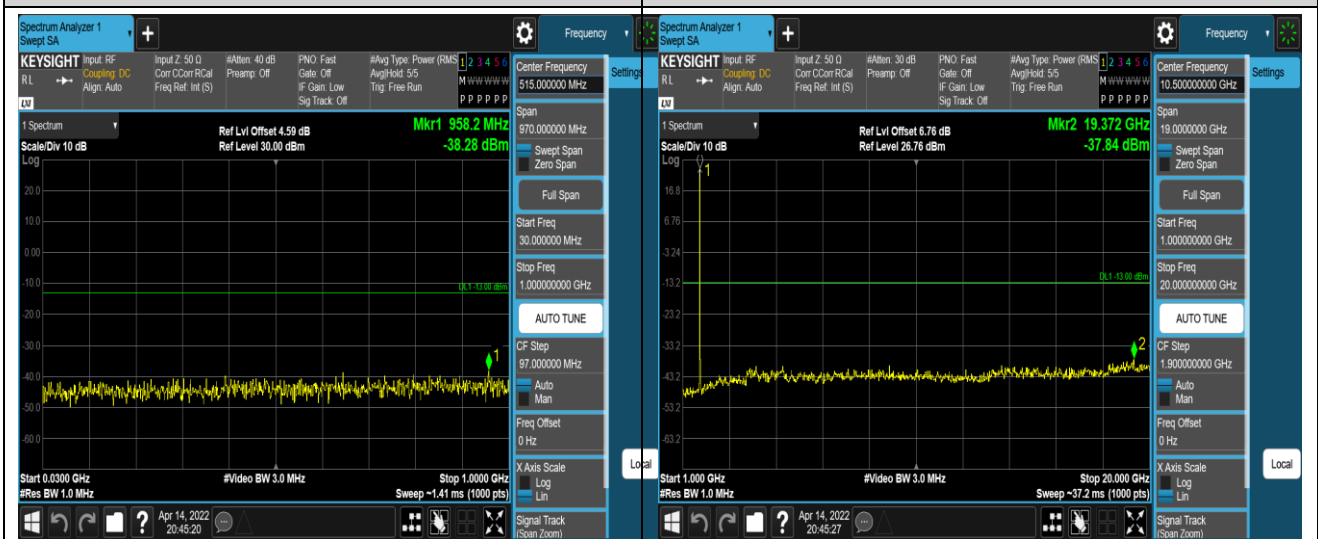 Spectrum Analyzer 1
Swept SA
+
Frequency
KEYSIGHT
RL
LXI
Input: RF
Coupling: DC
Align: Auto
Input Z: 50 Ω
Corr CCorr RCal
Freq Ref: Int (S)
#Atten: 40 dB
Preamp: Off
PNO: Fast
Gate: Off
IF Gain: Low
Sig Track: Off
#Avg Type: Power (RMS
Avg|Hold: 5/5
Trig: Free Run
1 2 3 4 5 6
M W W W W W
P P P P P P
1 Spectrum
Scale/Div 10 dB
Log
Ref Lvl Offset 4.59 dB
Ref Level 30.00 dBm
Mkr1 958.2 MHz
-38.28 dBm
20.0
10.0
0.00
-10.0
-20.0
-30.0
-40.0
-50.0
-60.0
DL1 -13.00 dBm
1
Start 0.0300 GHz
#Res BW 1.0 MHz
#Video BW 3.0 MHz
Stop 1.0000 GHz
Sweep ~1.41 ms (1000 pts)
Center Frequency
515.000000 MHz
Span
970.000000 MHz
Swept Span
Zero Span
Full Span
Start Freq
30.000000 MHz
Stop Freq
1.000000000 GHz
AUTO TUNE
CF Step
97.000000 MHz
Auto
Man
Freq Offset
0 Hz
X Axis Scale
Log
Lin
Signal Track
(Span Zoom)
Settings
Local
?
Apr 14, 2022
20:45:20
Spectrum Analyzer 1
Swept SA
+
Frequency
KEYSIGHT
RL
LXI
Input: RF
Coupling: DC
Align: Auto
Input Z: 50 Ω
Corr CCorr RCal
Freq Ref: Int (S)
#Atten: 30 dB
Preamp: Off
PNO: Fast
Gate: Off
IF Gain: Low
Sig Track: Off
#Avg Type: Power (RMS
Avg|Hold: 5/5
Trig: Free Run
1 2 3 4 5 6
M W W W W W
P P P P P P
1 Spectrum
Scale/Div 10 dB
Log
Ref Lvl Offset 6.76 dB
Ref Level 26.76 dBm
Mkr2 19.372 GHz
-37.84 dBm
1
16.8
6.76
-3.24
-13.2
-23.2
-33.2
-43.2
-53.2
-63.2
DL1 -13.00 dBm
2
Start 1.000 GHz
#Res BW 1.0 MHz
#Video BW 3.0 MHz
Stop 20.000 GHz
Sweep ~37.2 ms (1000 pts)
Center Frequency
10.500000000 GHz
Span
19.0000000 GHz
Swept Span
Zero Span
Full Span
Start Freq
1.000000000 GHz
Stop Freq
20.000000000 GHz
AUTO TUNE
CF Step
1.900000000 GHz
Auto
Man
Freq Offset
0 Hz
X Axis Scale
Log
Lin
Signal Track
(Span Zoom)
Settings
Local
?
Apr 14, 2022
20:45:27